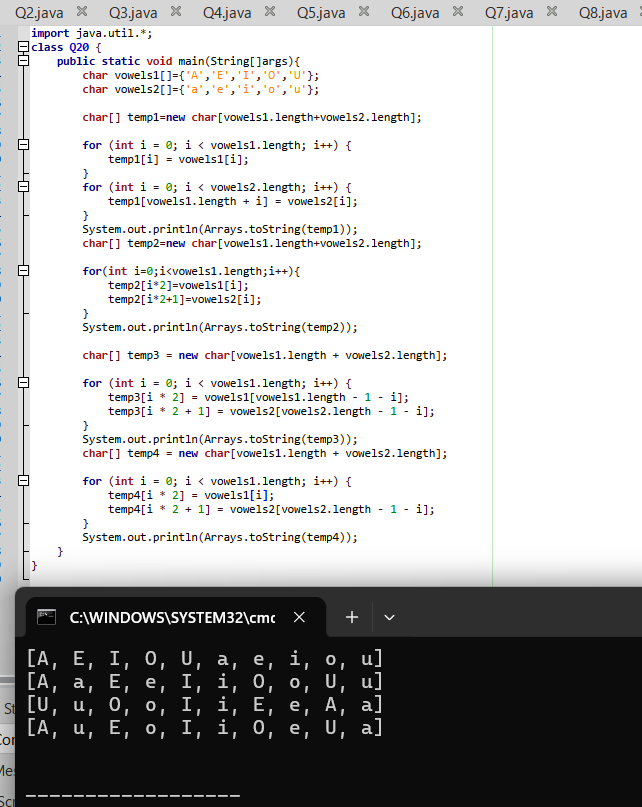 Q2.java Q3.java Q4.java Q5.java Q6.java Q7.java Q8.java
import java.util.*;
class Q20 {
    public static void main(String[]args){
        char vowels1[]={'A','E','I','O','U'};
        char vowels2[]={'a','e','i','o','u'};
        char[] temp1=new char[vowels1.length+vowels2.length];
        for (int i = 0; i < vowels1.length; i++) {
            temp1[i] = vowels1[i];
        }
        for (int i = 0; i < vowels2.length; i++) {
            temp1[vowels1.length + i] = vowels2[i];
        }
        System.out.println(Arrays.toString(temp1));
        char[] temp2=new char[vowels1.length+vowels2.length];
        for(int i=0;i<vowels1.length;i++){
            temp2[i*2]=vowels1[i];
            temp2[i*2+1]=vowels2[i];
        }
        System.out.println(Arrays.toString(temp2));
        char[] temp3 = new char[vowels1.length + vowels2.length];
        for (int i = 0; i < vowels1.length; i++) {
            temp3[i * 2] = vowels1[vowels1.length - 1 - i];
            temp3[i * 2 + 1] = vowels2[vowels2.length - 1 - i];
        }
        System.out.println(Arrays.toString(temp3));
        char[] temp4 = new char[vowels1.length + vowels2.length];
        for (int i = 0; i < vowels1.length; i++) {
            temp4[i * 2] = vowels1[i];
            temp4[i * 2 + 1] = vowels2[vowels2.length - 1 - i];
        }
        System.out.println(Arrays.toString(temp4));
    }
}
C:\WINDOWS\SYSTEM32\cmc
[A, E, I, O, U, a, e, i, o, u]
[A, a, E, e, I, i, O, o, U, u]
[U, u, O, o, I, i, E, e, A, a]
[A, u, E, o, I, i, O, e, U, a]
------------------